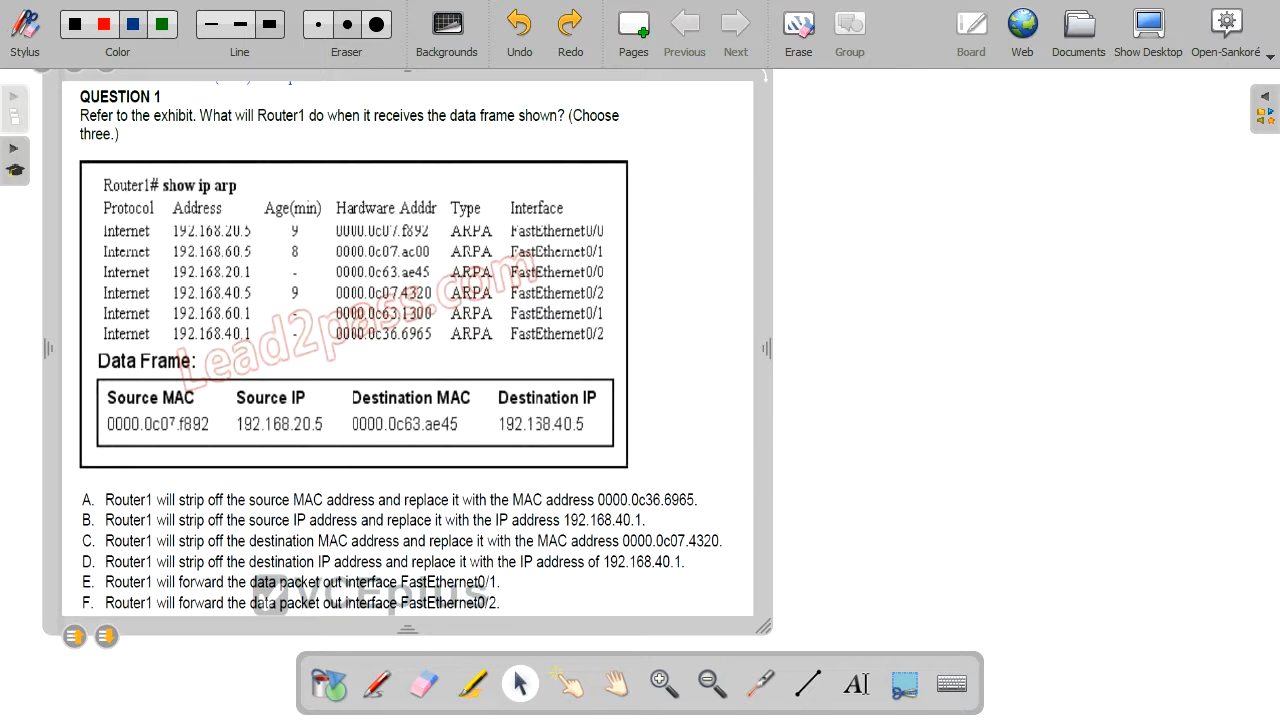 Stylus
Color
Line
Eraser
Backgrounds
Undo
Redo
Pages
Previous
Next
Erase
Group
Board
Web
Documents
Show Desktop
Open-Sankoré
QUESTION 1
Refer to the exhibit. What will Router1 do when it receives the data frame shown? (Choose
three.)
Router1# show ip arp
Protocol Address Age(min) Hardware Adddr Type Interface
Internet 192.168.20.5 9 0000.0c07.f892 ARPA FastEthernet0/0
Internet 192.168.60.5 8 0000.0c07.ac00 ARPA FastEthernet0/1
Internet 192.168.20.1 - 0000.0c63.ae45 ARPA FastEthernet0/0
Internet 192.168.40.5 9 0000.0c07.4320 ARPA FastEthernet0/2
Internet 192.168.60.1 - 0000.0c63.1300 ARPA FastEthernet0/1
Internet 192.168.40.1 - 0000.0c36.6965 ARPA FastEthernet0/2
Lead2pass.com
Data Frame:
Source MAC Source IP Destination MAC Destination IP
0000.0c07.f892 192.168.20.5 0000.0c63.ae45 192.168.40.5
A. Router1 will strip off the source MAC address and replace it with the MAC address 0000.0c36.6965.
B. Router1 will strip off the source IP address and replace it with the IP address 192.168.40.1.
C. Router1 will strip off the destination MAC address and replace it with the MAC address 0000.0c07.4320.
D. Router1 will strip off the destination IP address and replace it with the IP address of 192.168.40.1.
E. Router1 will forward the data packet out interface FastEthernet0/1.
F. Router1 will forward the data packet out interface FastEthernet0/2.
VCEplus